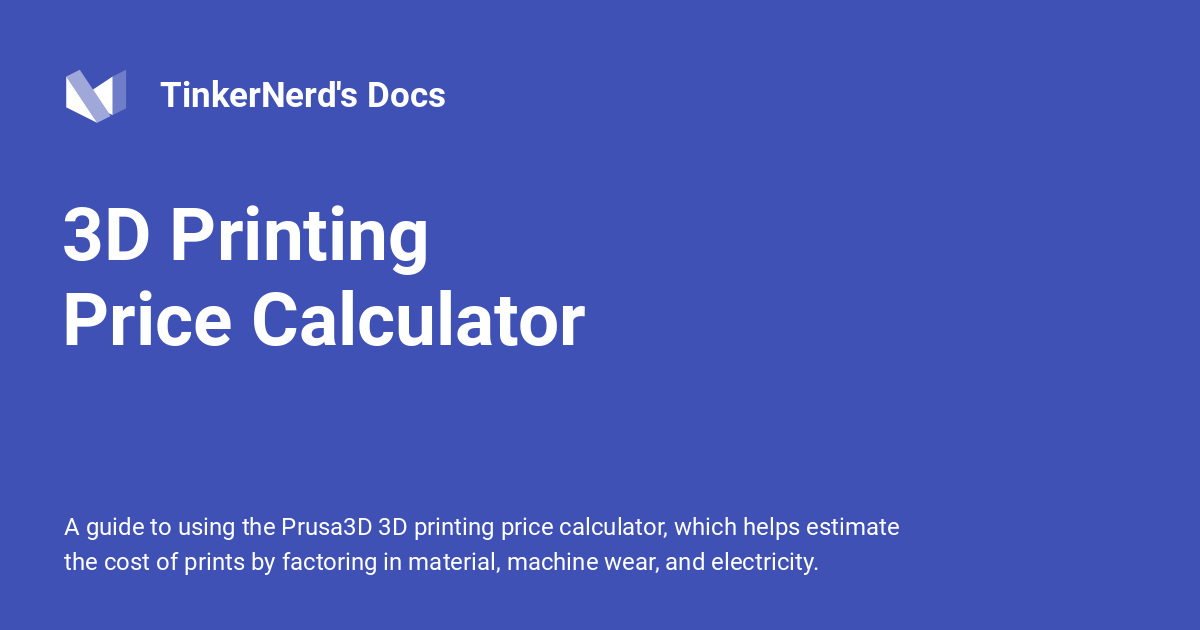 TinkerNerd's Docs
3D Printing
Price Calculator
A guide to using the Prusa3D 3D printing price calculator, which helps estimate
the cost of prints by factoring in material, machine wear, and electricity.